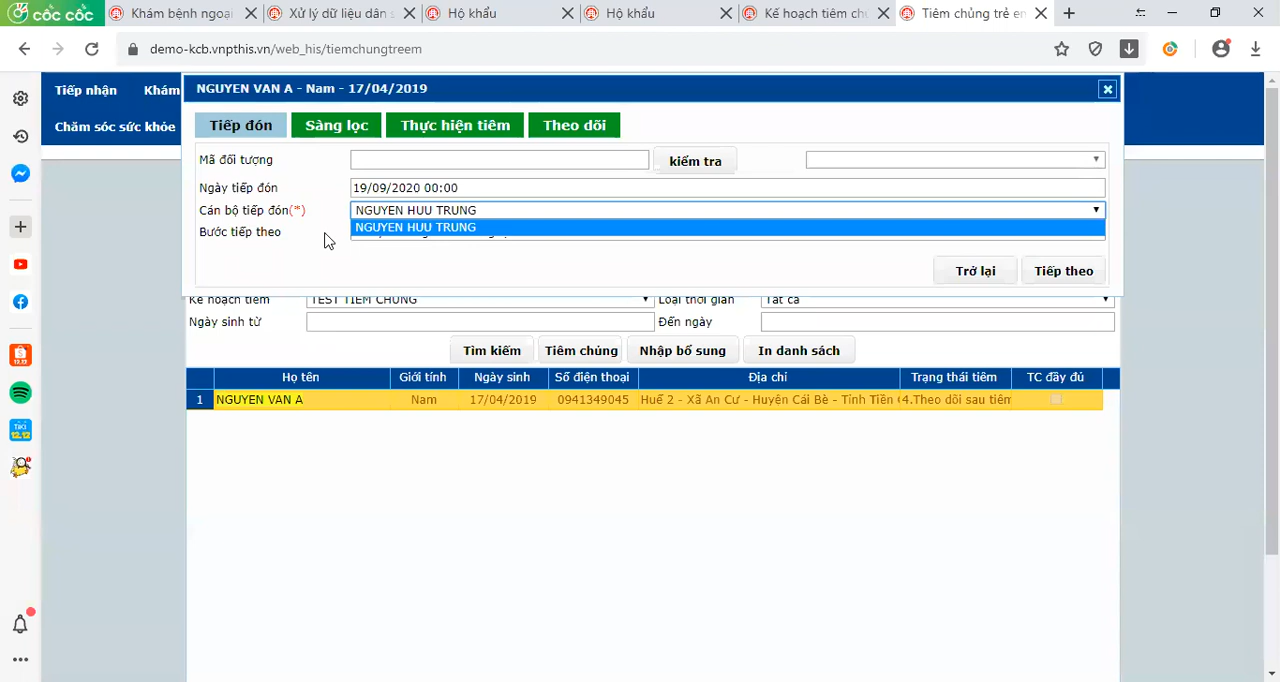 cốc cốc
Khám bệnh ngoại
Xử lý dữ liệu dân s
Hộ khẩu
Hộ khẩu
Kế hoạch tiêm ch
Tiêm chủng trẻ en
demo-kcb.vnpthis.vn/web_his/tiemchungtreem
Tiếp nhận
Khám
Chăm sóc sức khỏe
NGUYEN VAN A - Nam - 17/04/2019
Tiếp đón
Sàng lọc
Thực hiện tiêm
Theo dõi
Mã đối tượng
kiểm tra
Ngày tiếp đón
19/09/2020 00:00
Cán bộ tiếp đón(*)
NGUYEN HUU TRUNG
NGUYEN HUU TRUNG
Bước tiếp theo
Trở lại
Tiếp theo
Kế hoạch tiêm
TEST TIEM CHUNG
Loại thời gian
Tất cả
Ngày sinh từ
Đến ngày
Tìm kiếm
Tiêm chủng
Nhập bổ sung
In danh sách
Họ tên
Giới tính
Ngày sinh
Số điện thoại
Địa chỉ
Trạng thái tiêm
TC đầy đủ
1
NGUYEN VAN A
Nam
17/04/2019
0941349045
Huế 2 - Xã An Cư - Huyện Cái Bè - Tỉnh Tiền
4.Theo dõi sau tiêm